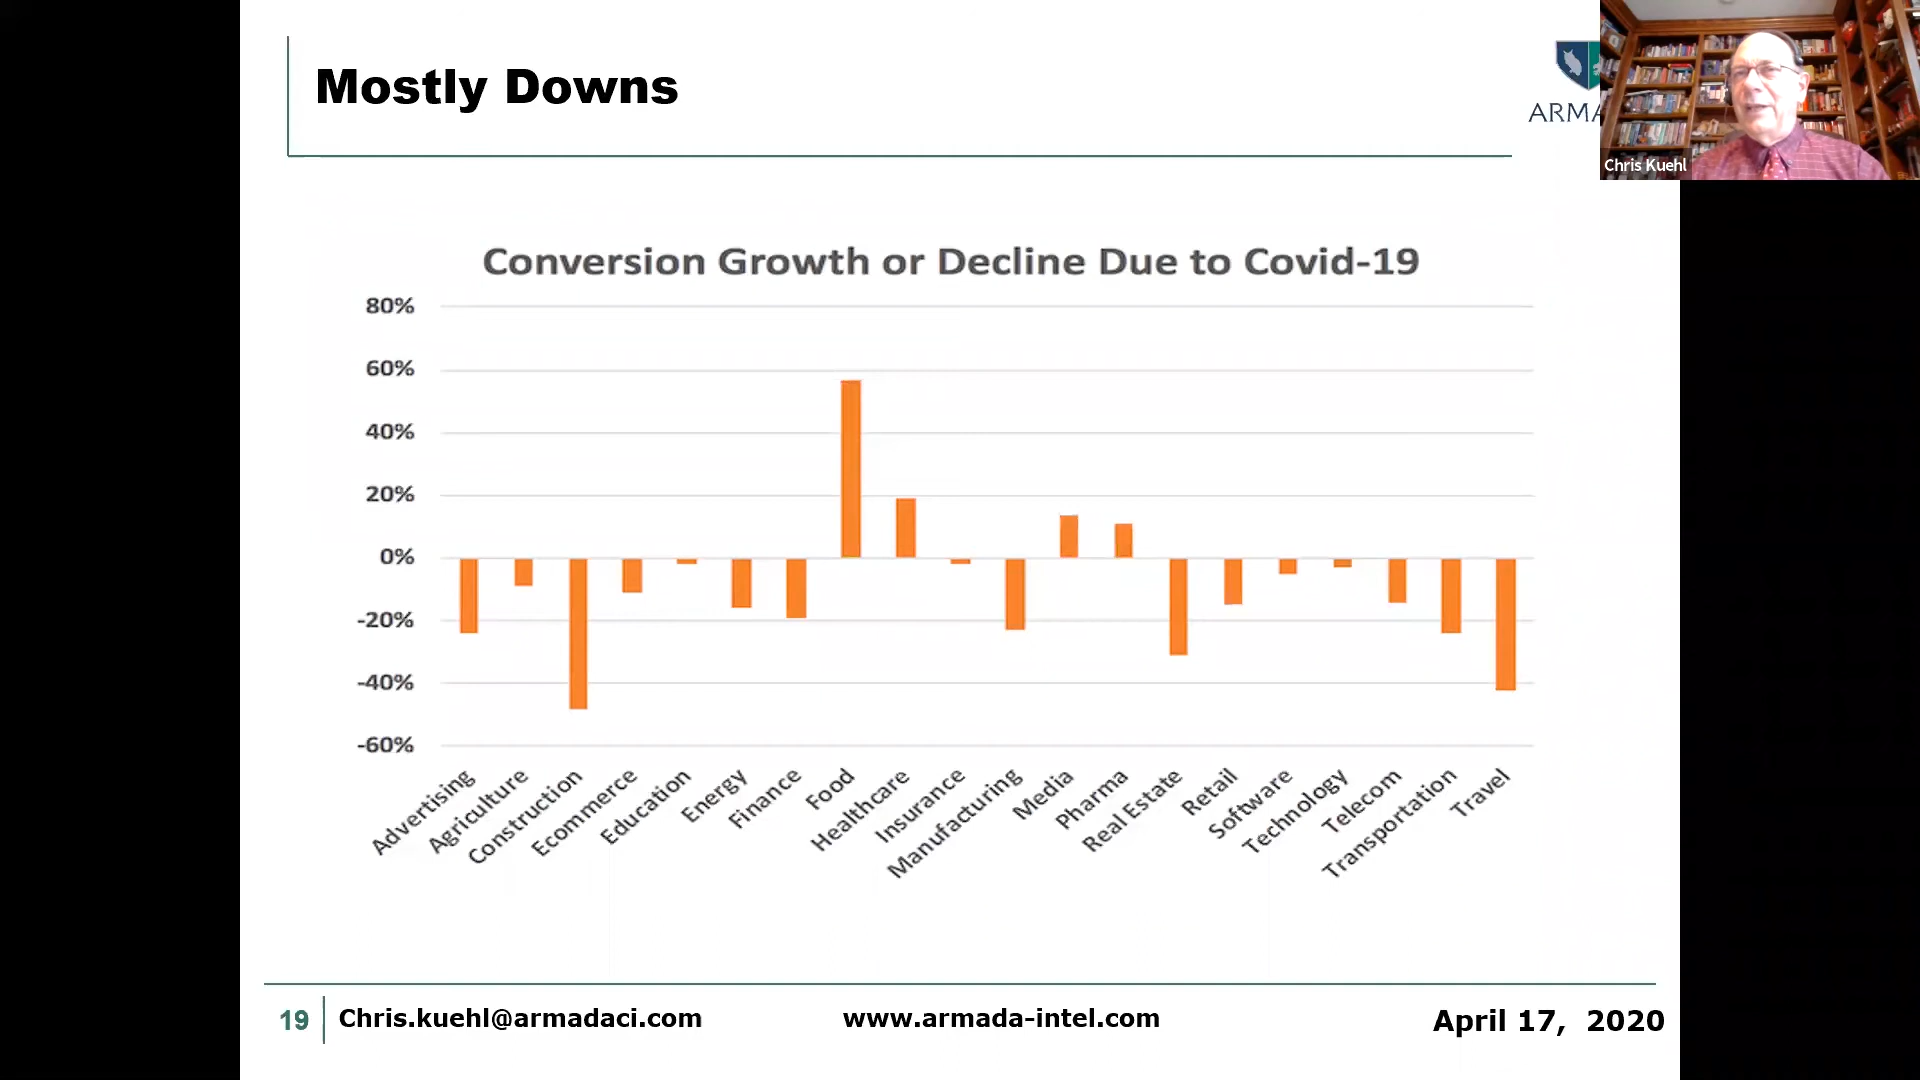 Mostly Downs
ARMA
Chris Kuehl
Conversion Growth or Decline Due to Covid-19
80%
60%
40%
20%
0%
-20%
-40%
-60%
Advertising
Agriculture
Construction
Ecommerce
Education
Energy
Finance
Food
Healthcare
Insurance
Manufacturing
Media
Pharma
Real Estate
Retail
Software
Technology
Telecom
Transportation
Travel
19
Chris.kuehl@armadaci.com
www.armada-intel.com
April 17, 2020